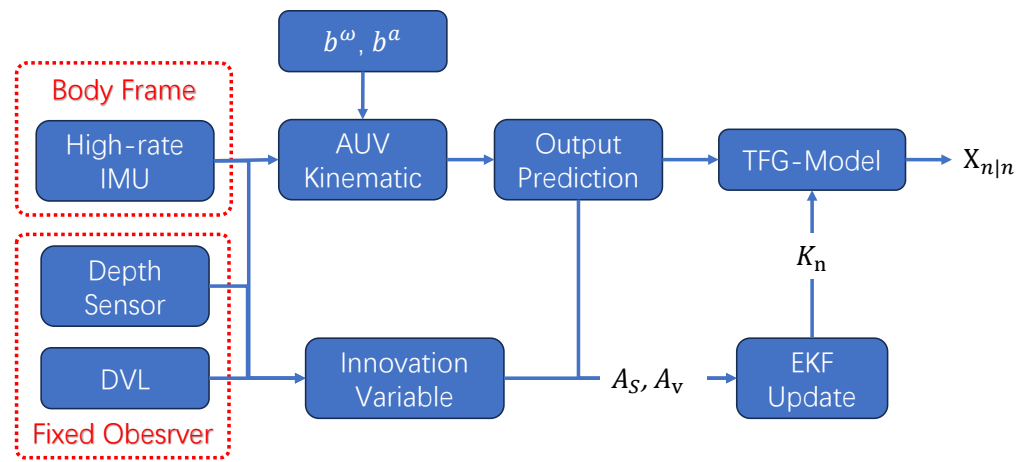 b^ω, b^a
Body Frame
High-rate
IMU
AUV
Kinematic
Output
Prediction
TFG-Model
X_{n|n}
Depth
Sensor
K_n
DVL
Innovation
Variable
A_S, A_v
EKF
Update
Fixed Obesrver